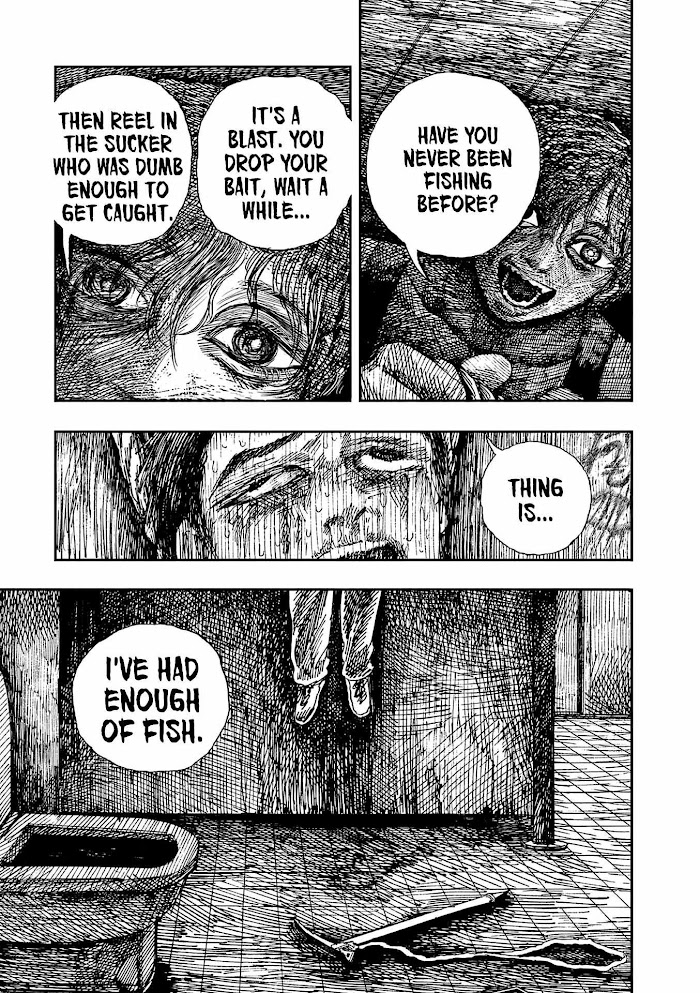 HAVE YOU
NEVER BEEN
FISHING
BEFORE?
IT'S A
BLAST. YOU
DROP YOUR
BAIT, WAIT A
WHILE...
THEN REEL IN
THE SUCKER
WHO WAS DUMB
ENOUGH TO
GET CAUGHT.
THING
IS...
I'VE HAD
ENOUGH
OF FISH.